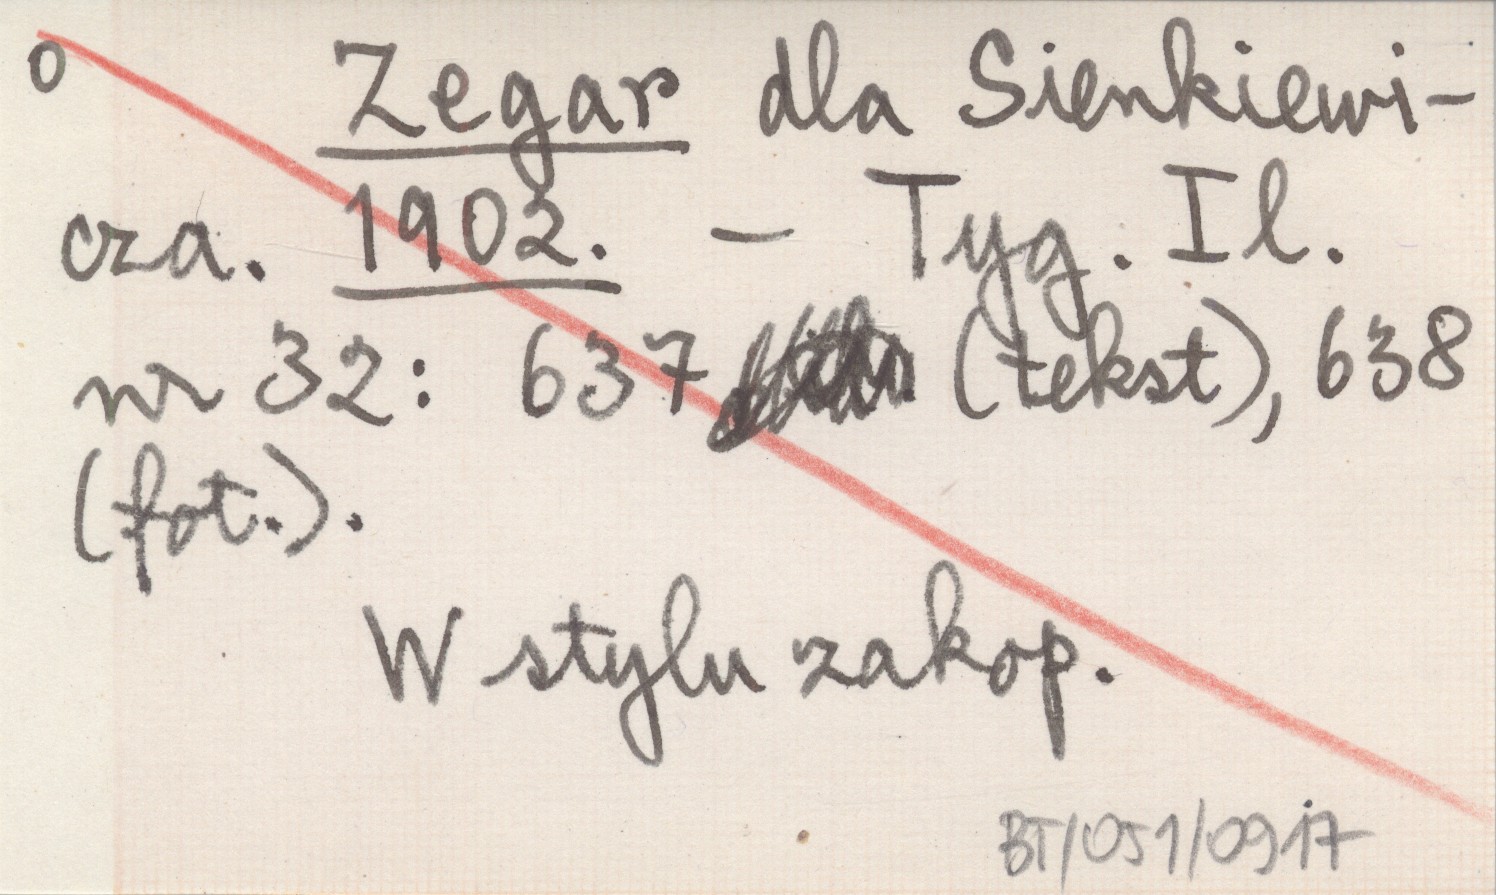 o Zegar dla Sienkiewi-
cza. 1902. – Tyg. Il.
nr 32: 637 (tekst), 638
(fot.).
W stylu zakop.
BT/051/0917